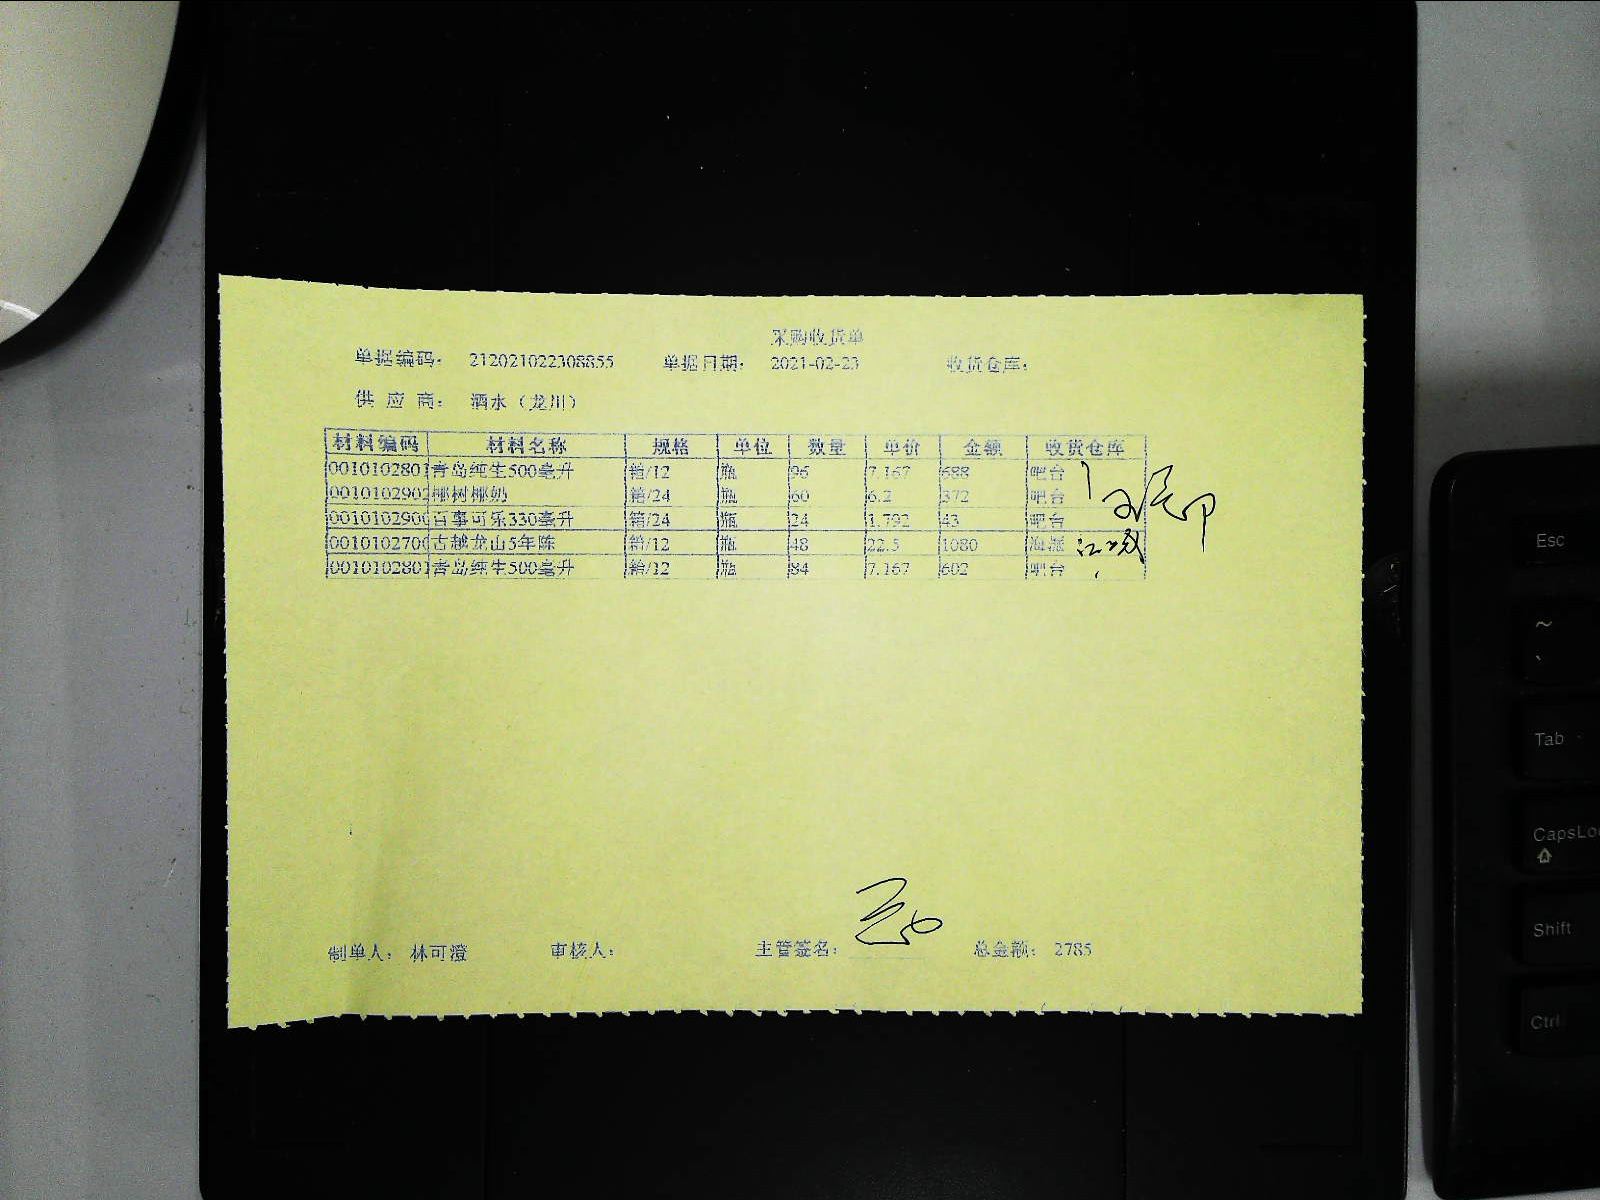 采购收货单
单据编码： 212021022308855 单据日期： 2021-02-23 收货仓库：
供 应 商： 酒水（龙川）
材料编码 材料名称 规格 单位 数量 单价 金额 收货仓库
0010102801 青岛纯生500毫升 箱/12 瓶 96 7.167 688 吧台
0010102902 椰树椰奶 箱/24 瓶 60 6.2 372 吧台
001010290 百事可乐330毫升 箱/24 瓶 24 1.792 43 吧台
001010270 古越龙山5年陈 箱/12 瓶 48 22.5 1080
0010102801 青岛纯生500毫升 箱/12 瓶 84 7.167 602 吧台
制单人： 林可澄 审核人： 主管签名： 总金额： 2785
Esc
~
Tab
CapsLoc
Shift
Ctrl